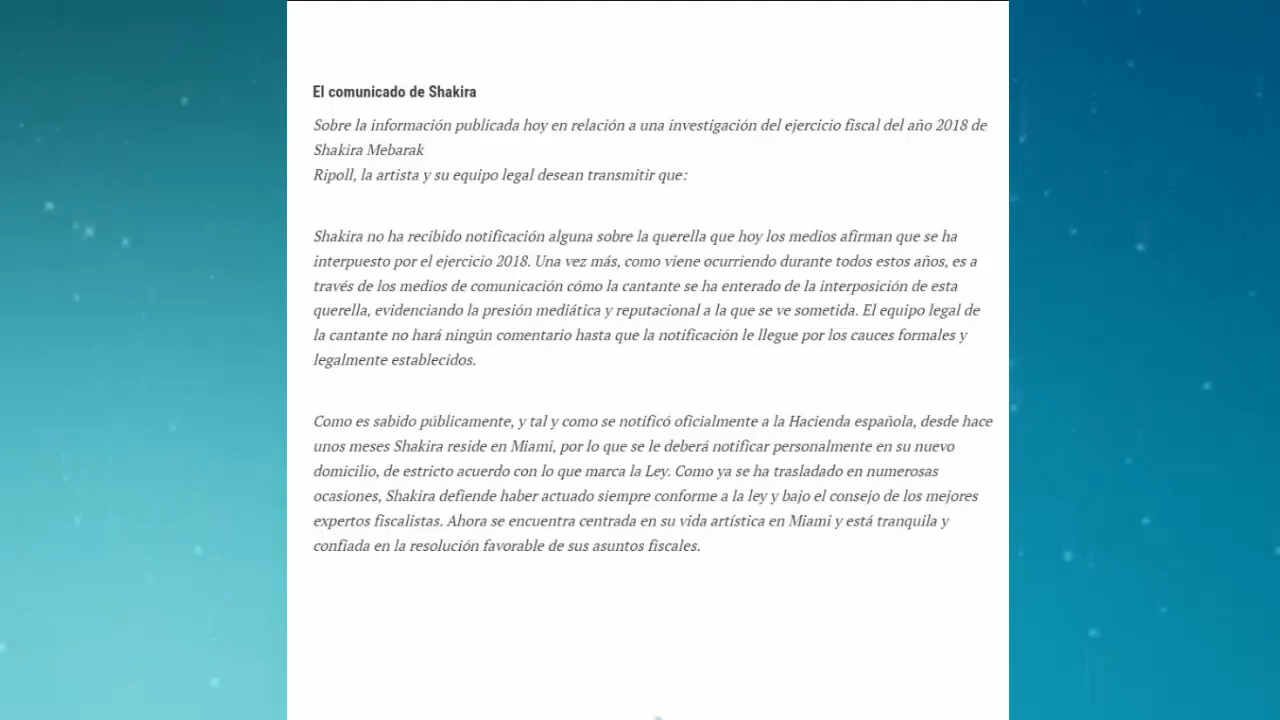 El comunicado de Shakira
Sobre la información publicada hoy en relación a una investigación del ejercicio fiscal del año 2018 de
Shakira Mebarak
Ripoll, la artista y su equipo legal desean transmitir que:
Shakira no ha recibido notificación alguna sobre la querella que hoy los medios afirman que se ha
interpuesto por el ejercicio 2018. Una vez más, como viene ocurriendo durante todos estos años, es a
través de los medios de comunicación cómo la cantante se ha enterado de la interposición de esta
querella, evidenciando la presión mediática y reputacional a la que se ve sometida. El equipo legal de
la cantante no hará ningún comentario hasta que la notificación le llegue por los cauces formales y
legalmente establecidos.
Como es sabido públicamente, y tal y como se notificó oficialmente a la Hacienda española, desde hace
unos meses Shakira reside en Miami, por lo que se le deberá notificar personalmente en su nuevo
domicilio, de estricto acuerdo con lo que marca la Ley. Como ya se ha trasladado en numerosas
ocasiones, Shakira defiende haber actuado siempre conforme a la ley y bajo el consejo de los mejores
expertos fiscalistas. Ahora se encuentra centrada en su vida artística en Miami y está tranquila y
confiada en la resolución favorable de sus asuntos fiscales.